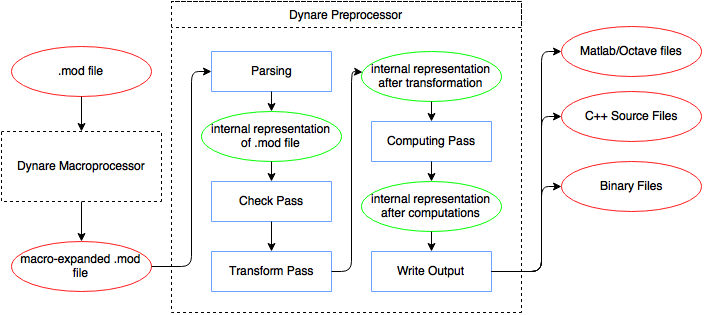 Dynare Preprocessor
.mod file
Dynare Macroprocessor
macro-expanded .mod
file
Parsing
internal representation
of .mod file
Check Pass
Transform Pass
internal representation
after transformation
Computing Pass
internal representation
after computations
Write Output
Matlab/Octave files
C++ Source Files
Binary Files